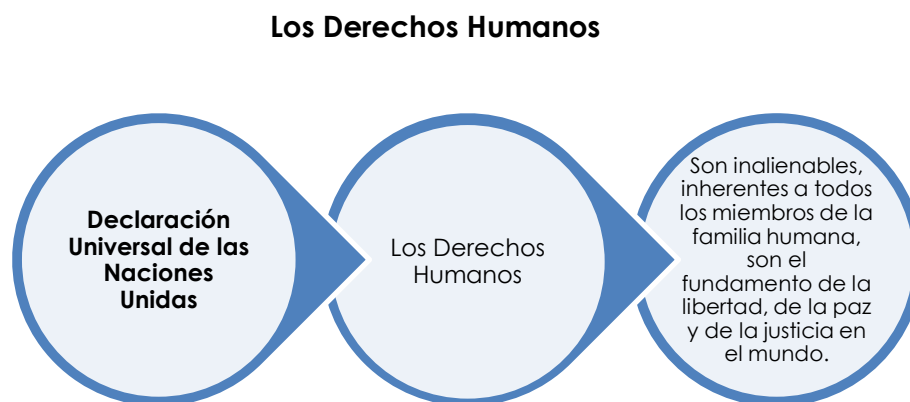 Los Derechos Humanos
Declaración
Universal de las
Naciones
Unidas
Los Derechos
Humanos
Son inalienables,
inherentes a todos
los miembros de la
familia humana,
son el
fundamento de la
libertad, de la paz
y de la justicia en
el mundo.